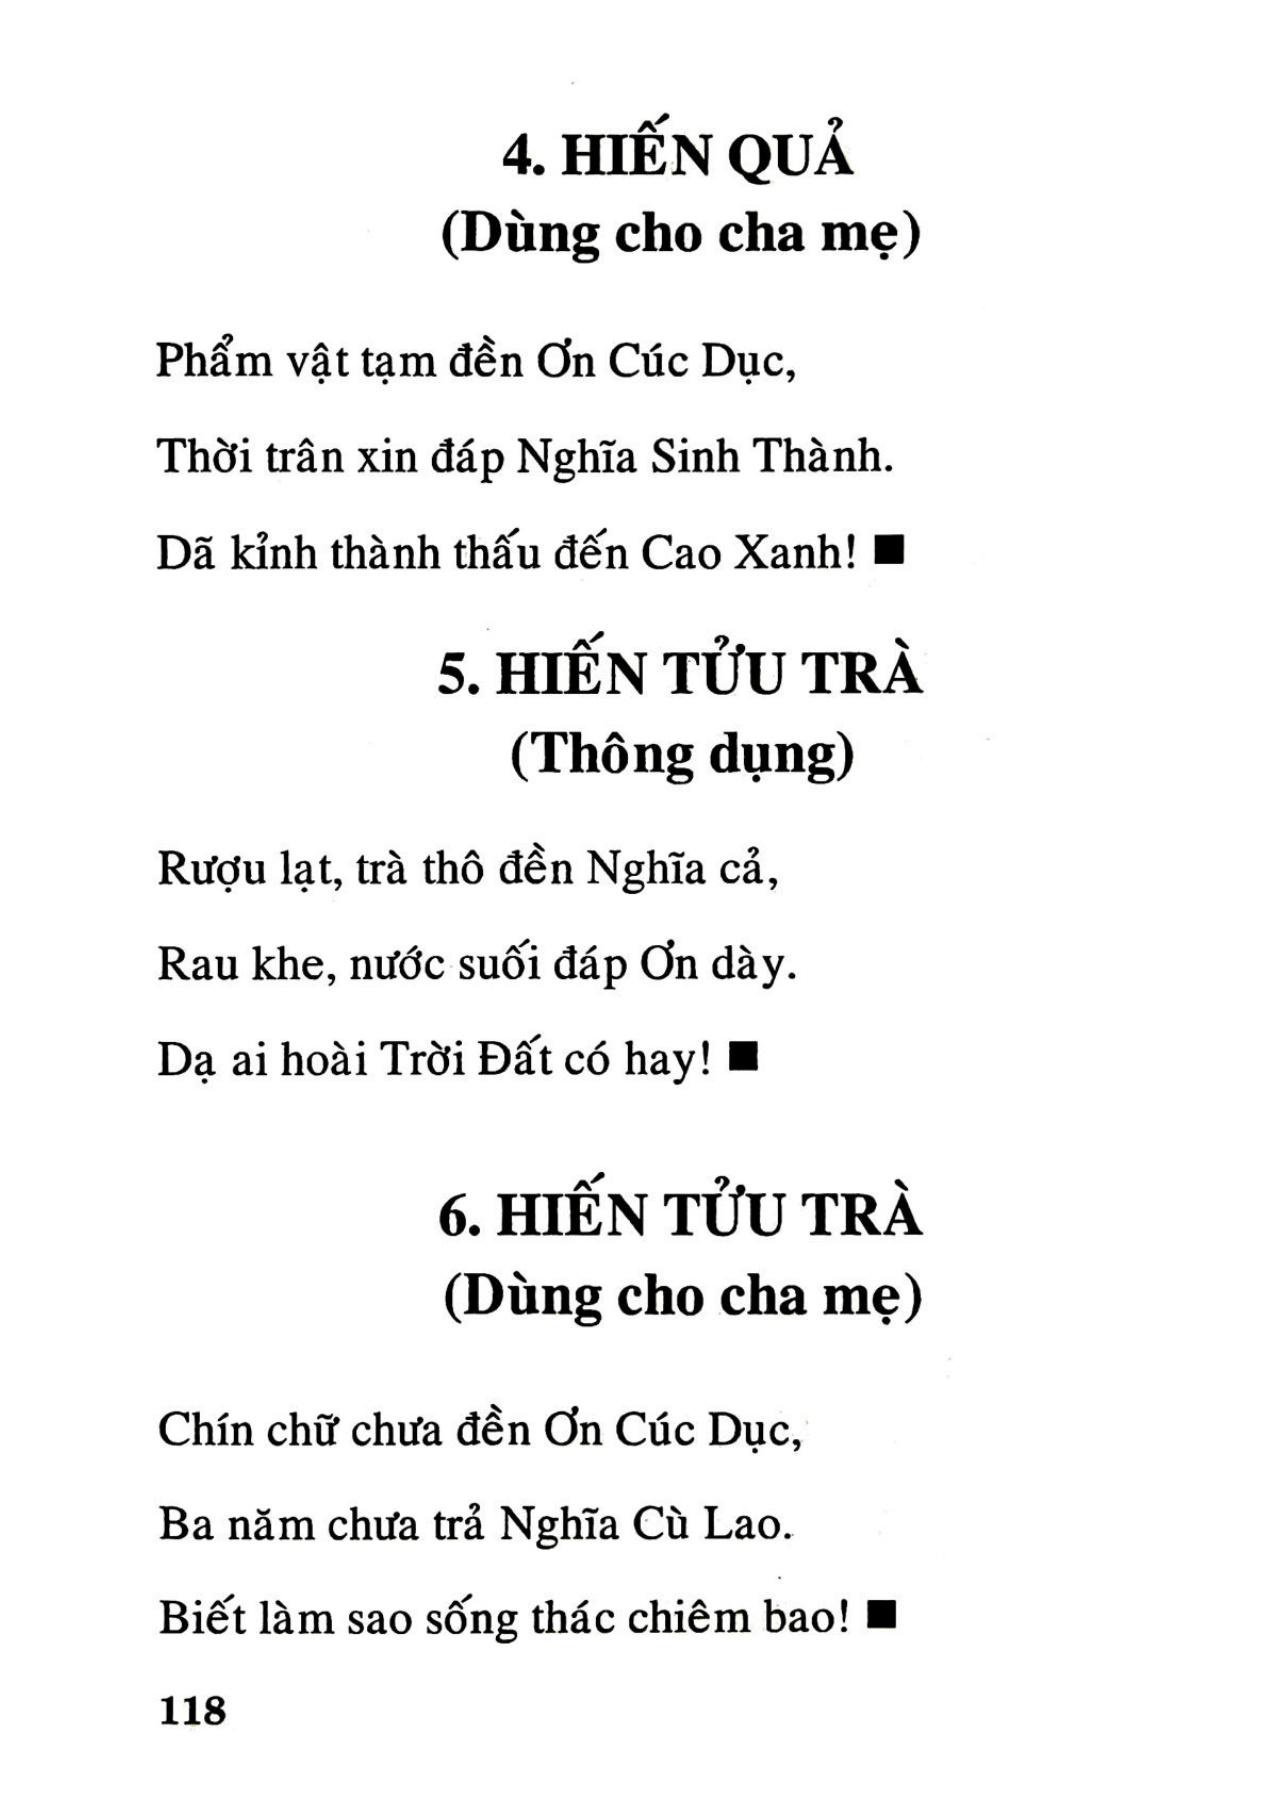 4. HIẾN QUẢ
(Dùng cho cha mẹ)
Phẩm vật tạm đền Ơn Cúc Dục,
Thời trân xin đáp Nghĩa Sinh Thành.
Dã kỉnh thành thấu đến Cao Xanh! ■
5. HIẾN TỬU TRÀ
(Thông dụng)
Rượu lạt, trà thô đền Nghĩa cả,
Rau khe, nước suối đáp Ơn dày.
Dạ ai hoài Trời Đất có hay! ■
6. HIẾN TỬU TRÀ
(Dùng cho cha mẹ)
Chín chữ chưa đền Ơn Cúc Dục,
Ba năm chưa trả Nghĩa Cù Lao.
Biết làm sao sống thác chiêm bao! ■
118